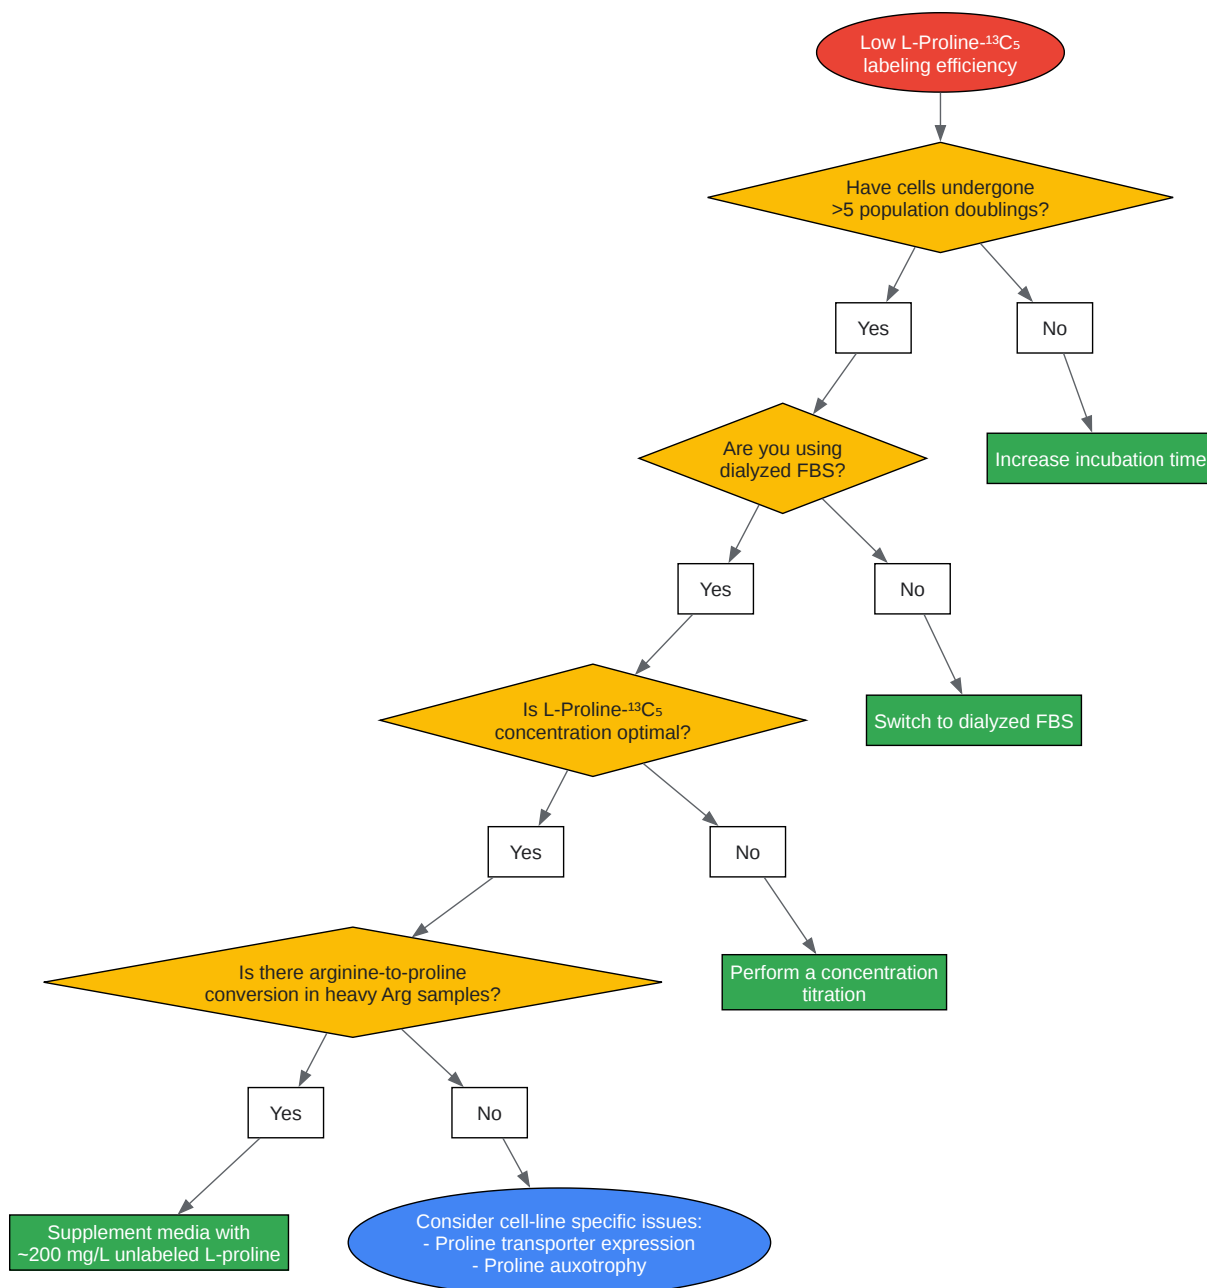 Low L-Proline-¹³C₅
labeling efficiency
Have cells undergone
>5 population doublings?
Yes
No
Are you using
dialyzed FBS?
Increase incubation time
Yes
No
Is L-Proline-¹³C₅
concentration optimal?
Switch to dialyzed FBS
Yes
No
Is there arginine-to-proline
conversion in heavy Arg samples?
Perform a concentration
titration
Yes
No
Supplement media with
~200 mg/L unlabeled L-proline
Consider cell-line specific issues:
- Proline transporter expression
- Proline auxotrophy